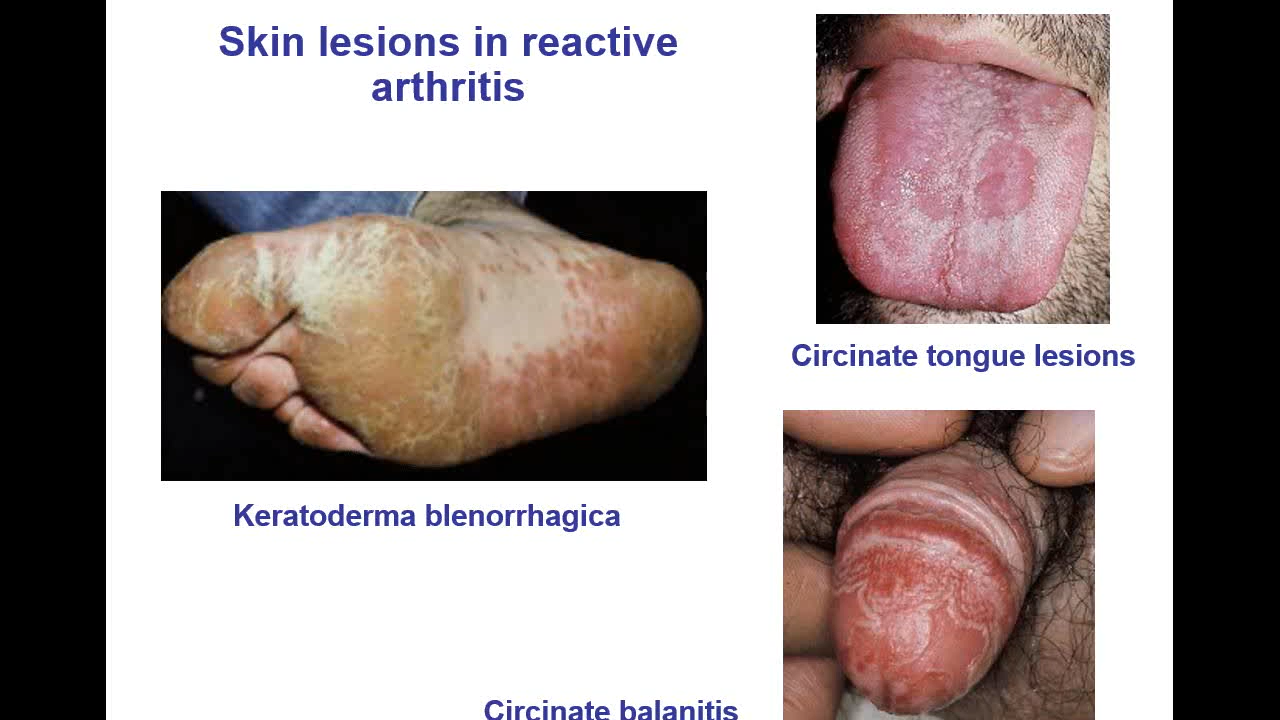 Skin lesions in reactive
arthritis
Circinate tongue lesions
Keratoderma blenorrhagica
Circinate balanitis